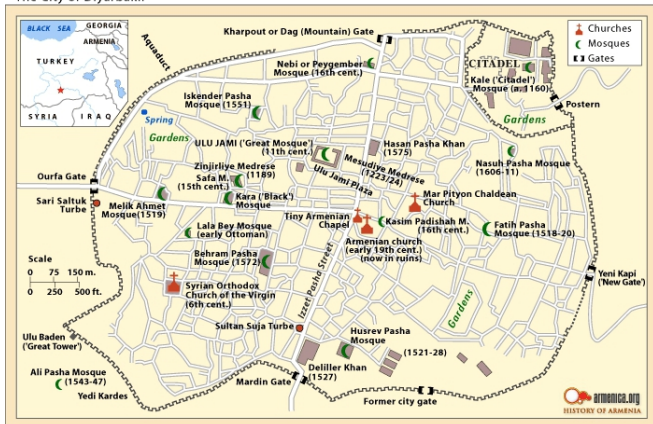 BLACK SEA
GEORGIA
ARMENIA
TURKEY
SYRIA
IRAQ
Kharpout or Dag (Mountain) Gate
Aquaduct
Churches
Mosques
Gates
Nebi or Peygember
Mosque (16th cent.)
CITADEL
Kale ('Citadel')
Mosque (a. 1160)
Postern
Iskender Pasha
Mosque (1551)
Spring
Gardens
Gardens
ULU JAMI ('Great Mosque')
(11th cent.)
Hasan Pasha Khan
(1575)
Mesudiye Medrese
(1223/24)
Ulu Jami Plaza
Nasuh Pasha Mosque
(1606-11)
Zinjirliye Medrese
(1189)
Safa M.
(15th cent.)
Ourfa Gate
Sari Saltuk
Turbe
Melik Ahmet
Mosque(1519)
Kara ('Black')
Mosque
Mar Pityon Chaldean
Church
Tiny Armenian
Chapel
Kasim Padishah M.
(16th cent.)
Fatih Pasha
Mosque (1518-20)
Lala Bey Mosque
(early Ottoman)
Armenian church
(early 19th cent.)
(now in ruins)
Behram Pasha
Mosque (1572)
Scale
0 75 150 m.
0 250 500 ft.
Yeni Kapi
('New Gate')
Syrian Orthodox
Church of the Virgin
(6th cent.)
Izzet Pasha Street
Gardens
Sultan Suja Turbe
Ulu Baden
('Great Tower')
Husrev Pasha
Mosque
(1521-28)
Ali Pasha Mosque
(1543-47)
Yedi Kardes
Deliller Khan
(1527)
Mardin Gate
Former city gate
armenica.org
HISTORY OF ARMENIA